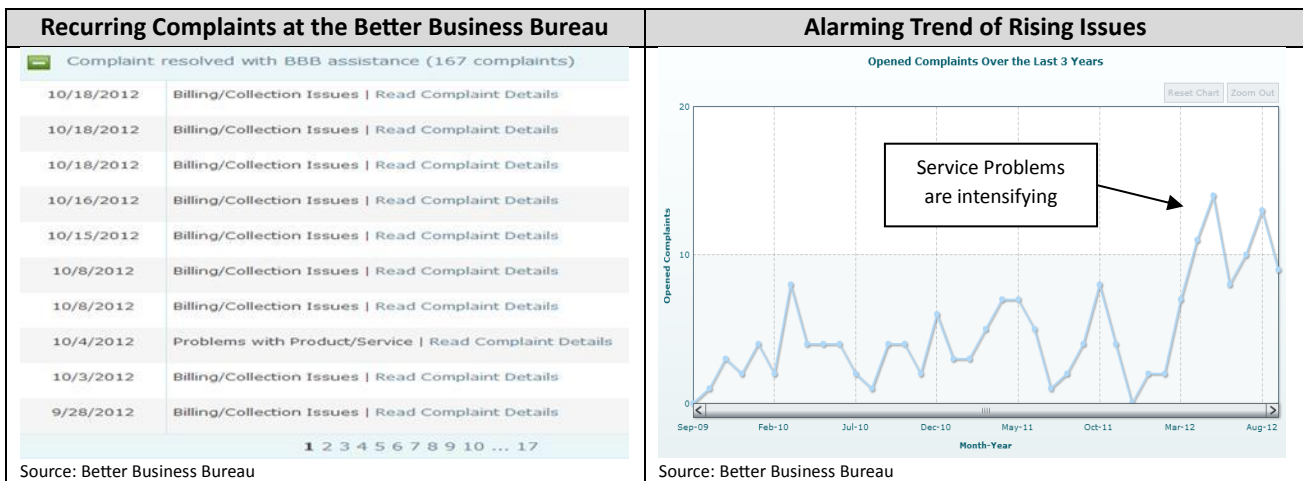 Recurring Complaints at the Better Business Bureau
Complaint resolved with BBB assistance (167 complaints)
10/18/2012 Billing/Collection Issues | Read Complaint Details
10/18/2012 Billing/Collection Issues | Read Complaint Details
10/18/2012 Billing/Collection Issues | Read Complaint Details
10/16/2012 Billing/Collection Issues | Read Complaint Details
10/15/2012 Billing/Collection Issues | Read Complaint Details
10/8/2012 Billing/Collection Issues | Read Complaint Details
10/8/2012 Billing/Collection Issues | Read Complaint Details
10/4/2012 Problems with Product/Service | Read Complaint Details
10/3/2012 Billing/Collection Issues | Read Complaint Details
9/28/2012 Billing/Collection Issues | Read Complaint Details
1 2 3 4 5 6 7 8 9 10 ... 17
Source: Better Business Bureau
Alarming Trend of Rising Issues
Opened Complaints Over the Last 3 Years
Reset Chart Zoom Out
20
Service Problems
are intensifying
10
Opened Complaints
0
Sep-09 Feb-10 Jul-10 Dec-10 May-11 Oct-11 Mar-12 Aug-12
Month-Year
Source: Better Business Bureau